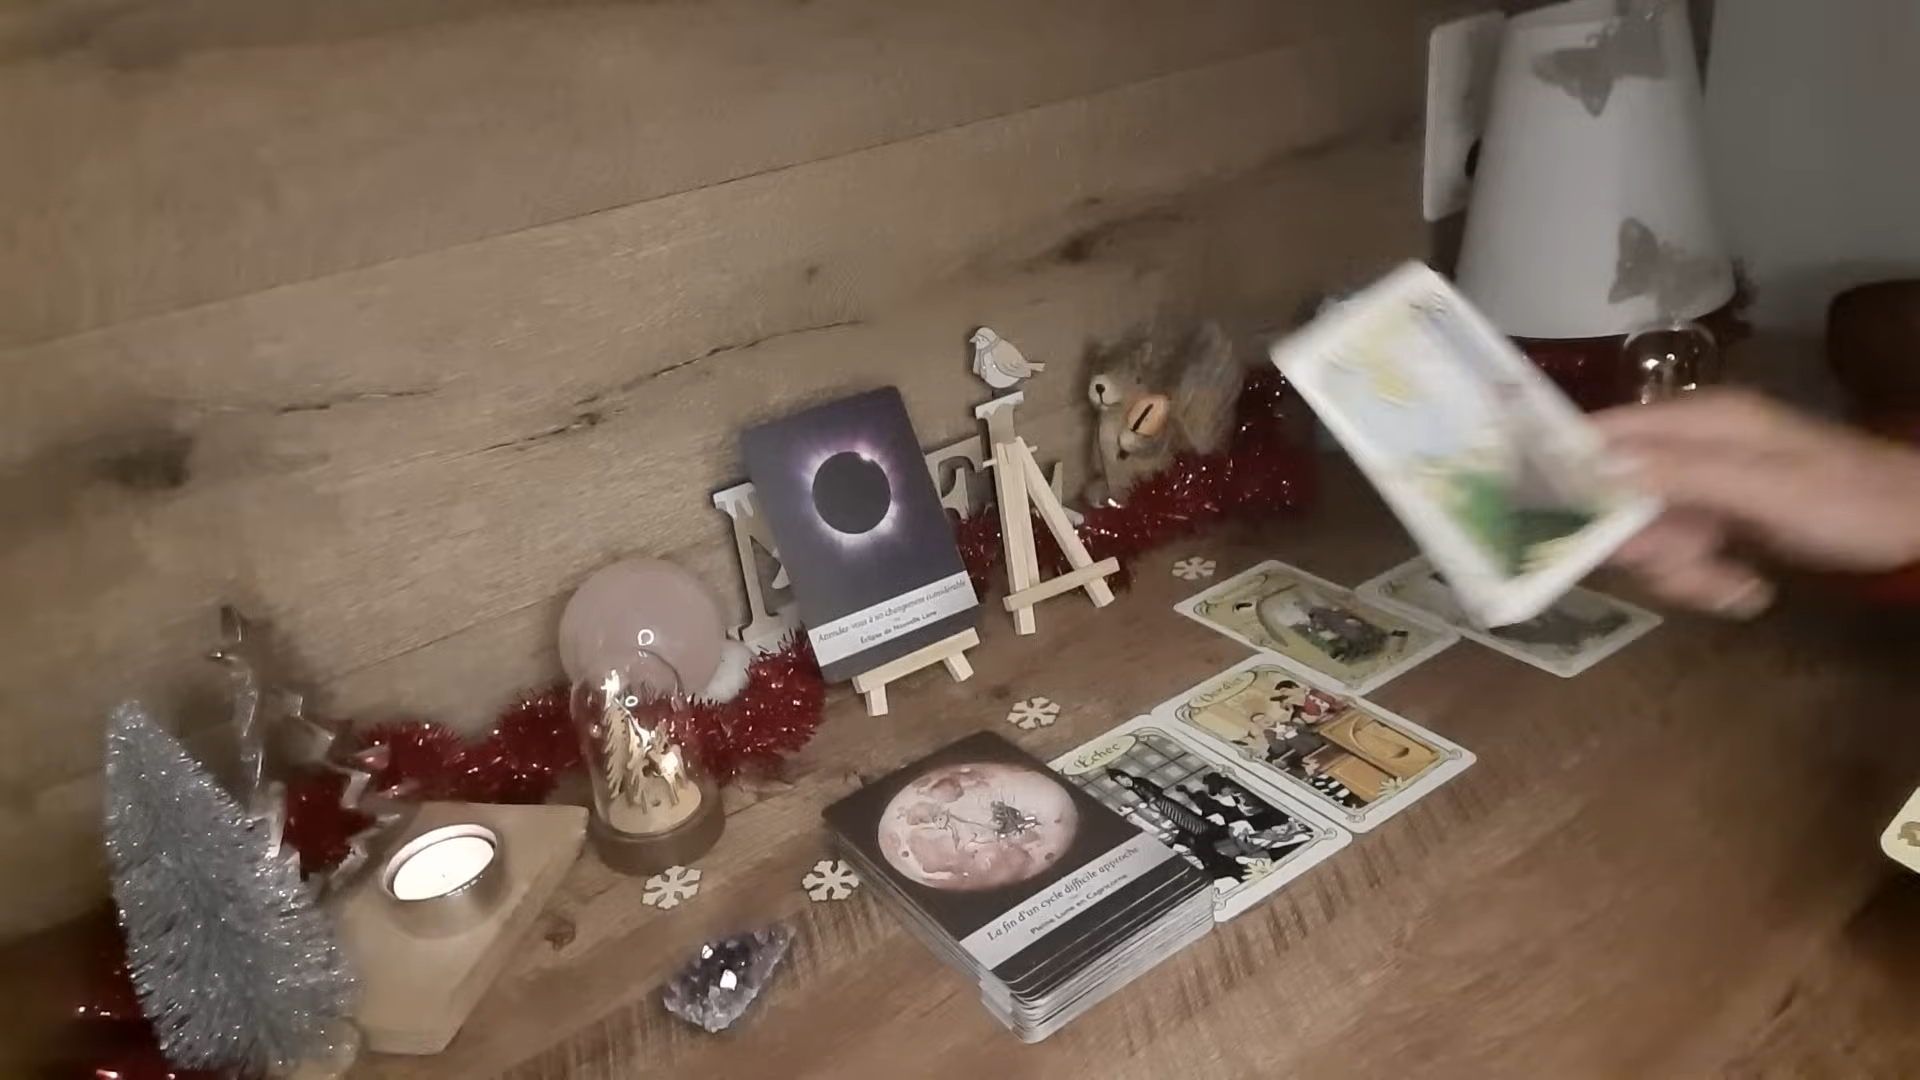 Attendez-vous à un changement considérable
Éclipse de Nouvelle Lune
Verdict
Échec
La fin d'un cycle difficile approche
Pleine Lune en Capricorne